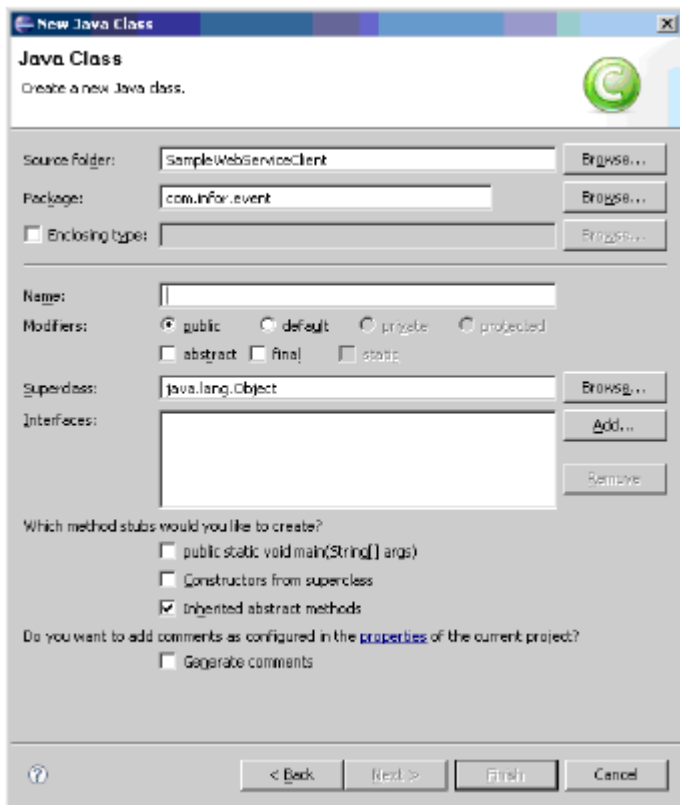 New Java Class
Java Class
Create a new Java class.
Source folder: SampleWebServiceClient Browse...
Package: com.infor.event Browse...
Enclosing type: Browse...
Name:
Modifiers: public default private protected
abstract final static
Superclass: java.lang.Object Browse...
Interfaces: Add...
Remove
Which method stubs would you like to create?
public static void main(String[] args)
Constructors from superclass
Inherited abstract methods
Do you want to add comments as configured in the properties of the current project?
Generate comments
< Back Next > Finish Cancel